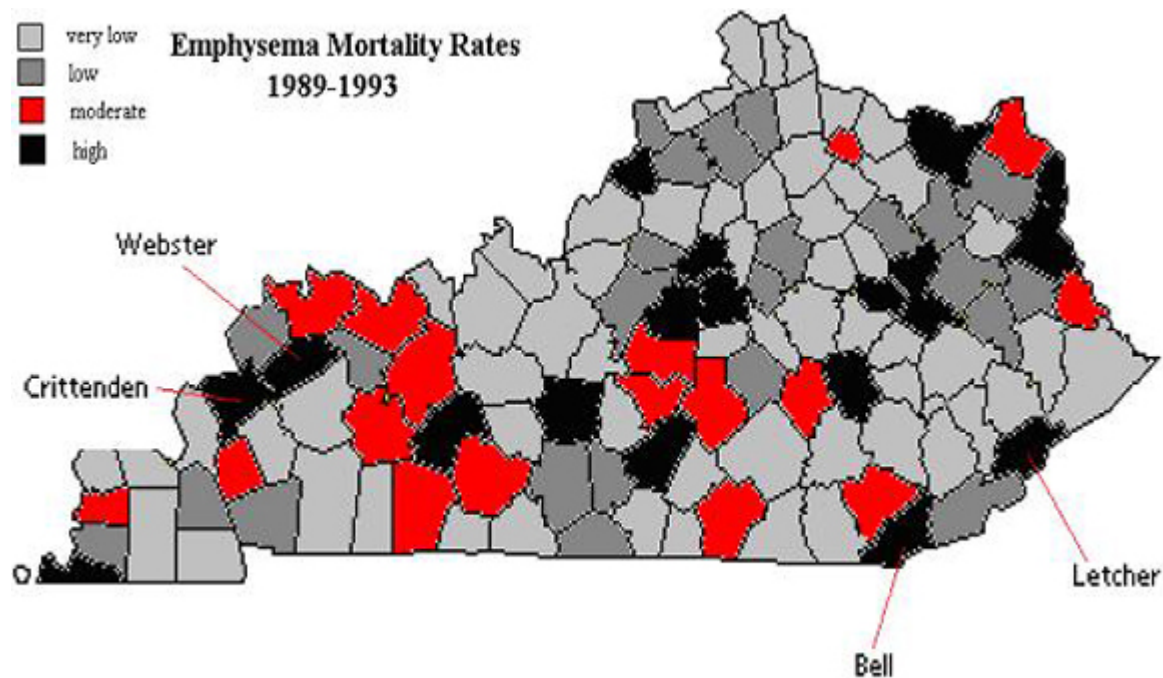 very low
low
moderate
high
Emphysema Mortality Rates
1989-1993
Webster
Crittenden
Letcher
Bell